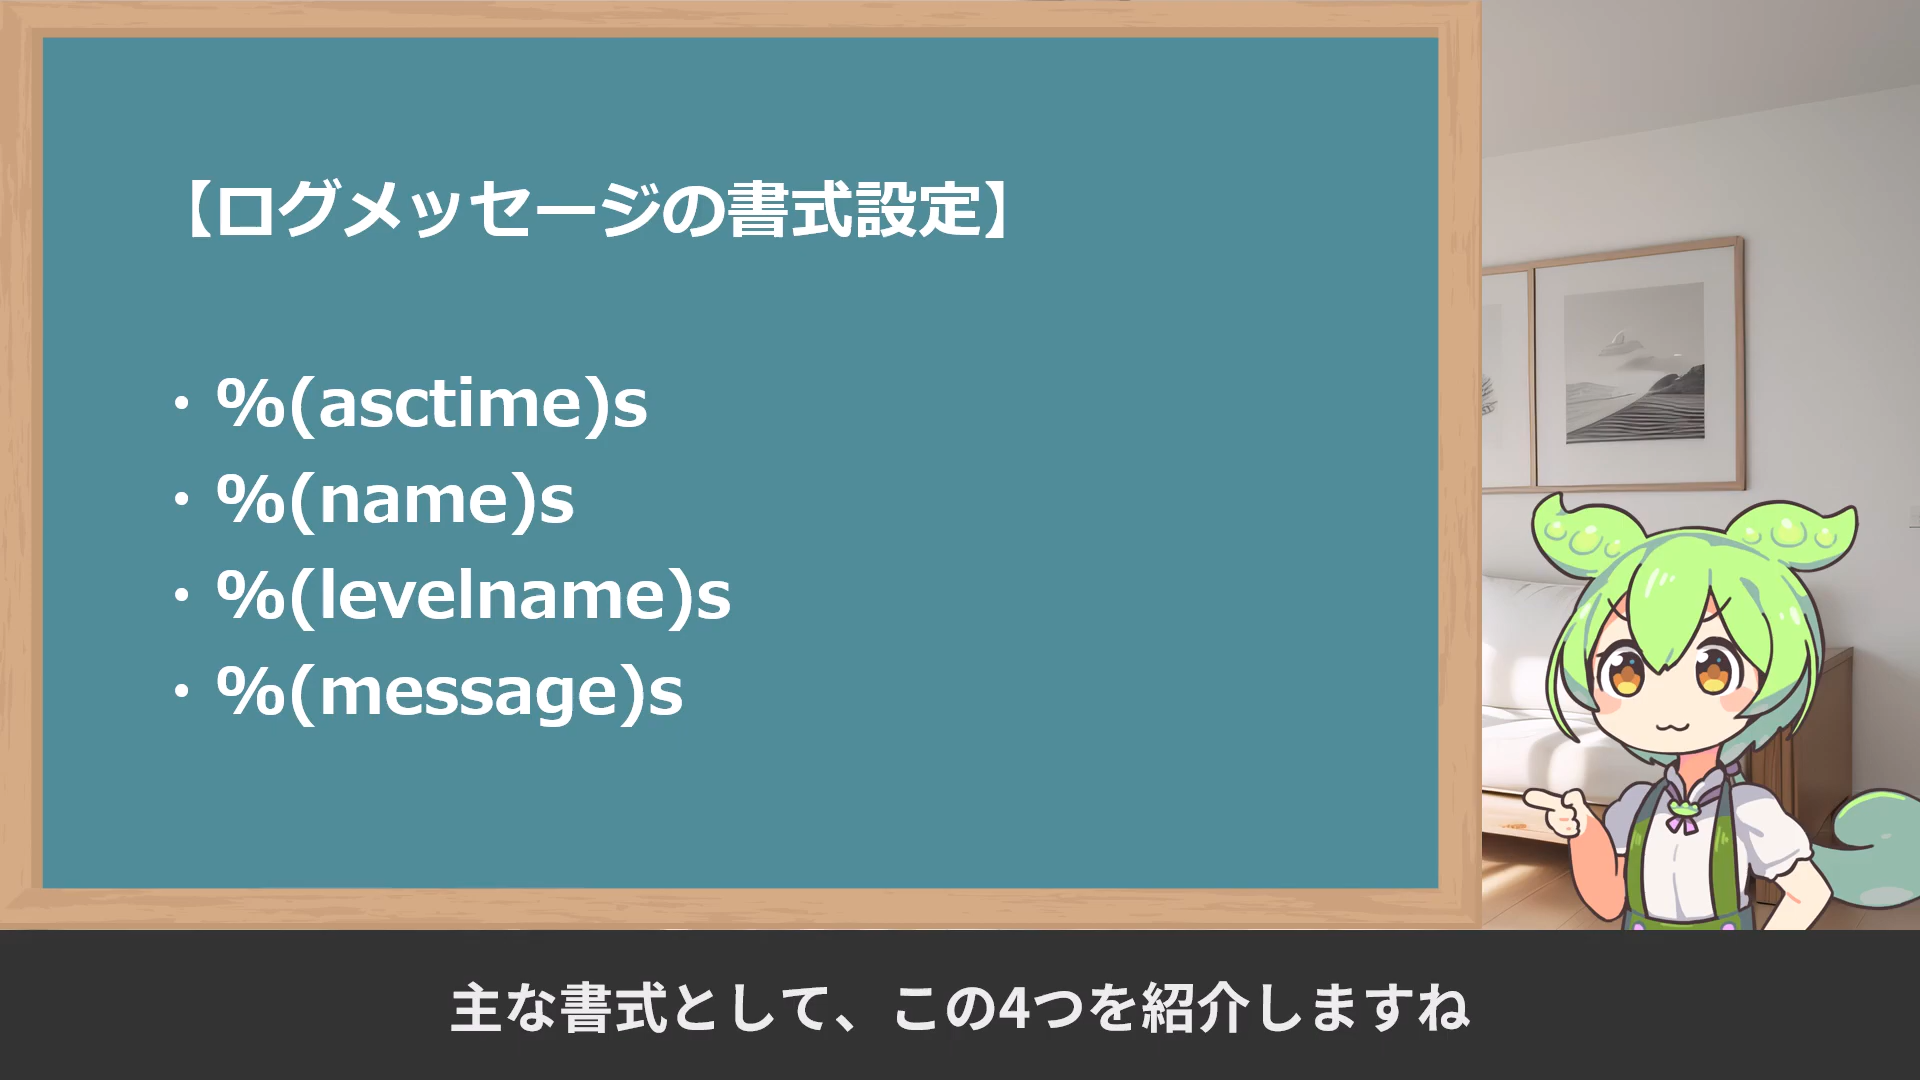 【ログメッセージの書式設定】
・%(asctime)s
・%(name)s
・%(levelname)s
・%(message)s
主な書式として、この4つを紹介しますね